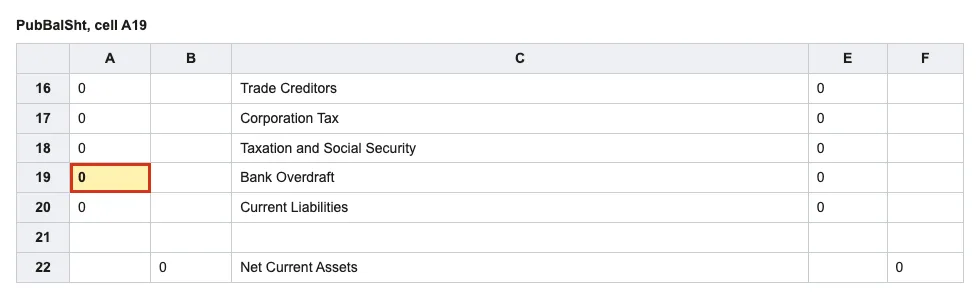 PubBalSht, cell A19
A B C E F
16 0 Trade Creditors 0
17 0 Corporation Tax 0
18 0 Taxation and Social Security 0
19 0 Bank Overdraft 0
20 0 Current Liabilities 0
21
22 0 Net Current Assets 0